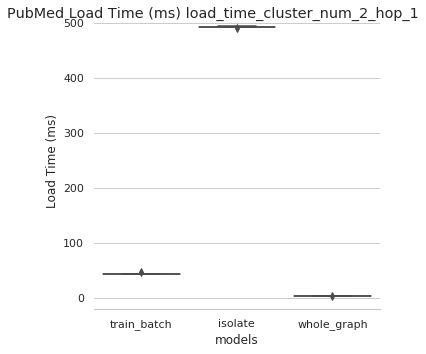 PubMed Load Time (ms) load_time_cluster_num_2_hop_1
500
400
300
200
100
0
Load Time (ms)
train_batch isolate whole_graph
models